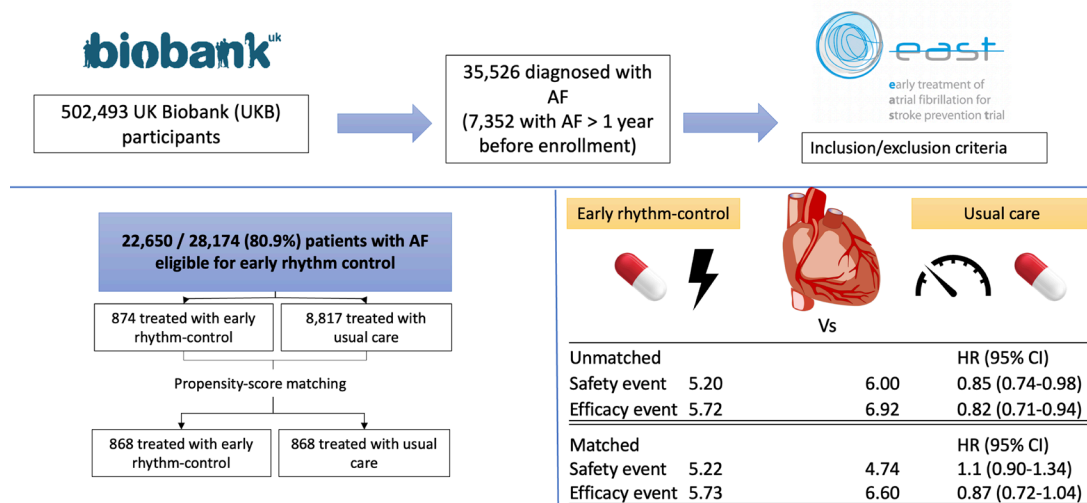 biobank uk
502,493 UK Biobank (UKB)
participants
35,526 diagnosed with
AF
(7,352 with AF > 1 year
before enrollment)
east
early treatment of
atrial fibrillation for
stroke prevention trial
Inclusion/exclusion criteria
22,650 / 28,174 (80.9%) patients with AF
eligible for early rhythm control
874 treated with early
rhythm-control
8,817 treated with
usual care
Propensity-score matching
868 treated with early
rhythm-control
868 treated with usual
care
Early rhythm-control
Usual care
Vs
Unmatched HR (95% CI)
Safety event 5.20 6.00 0.85 (0.74-0.98)
Efficacy event 5.72 6.92 0.82 (0.71-0.94)
Matched HR (95% CI)
Safety event 5.22 4.74 1.1 (0.90-1.34)
Efficacy event 5.73 6.60 0.87 (0.72-1.04)